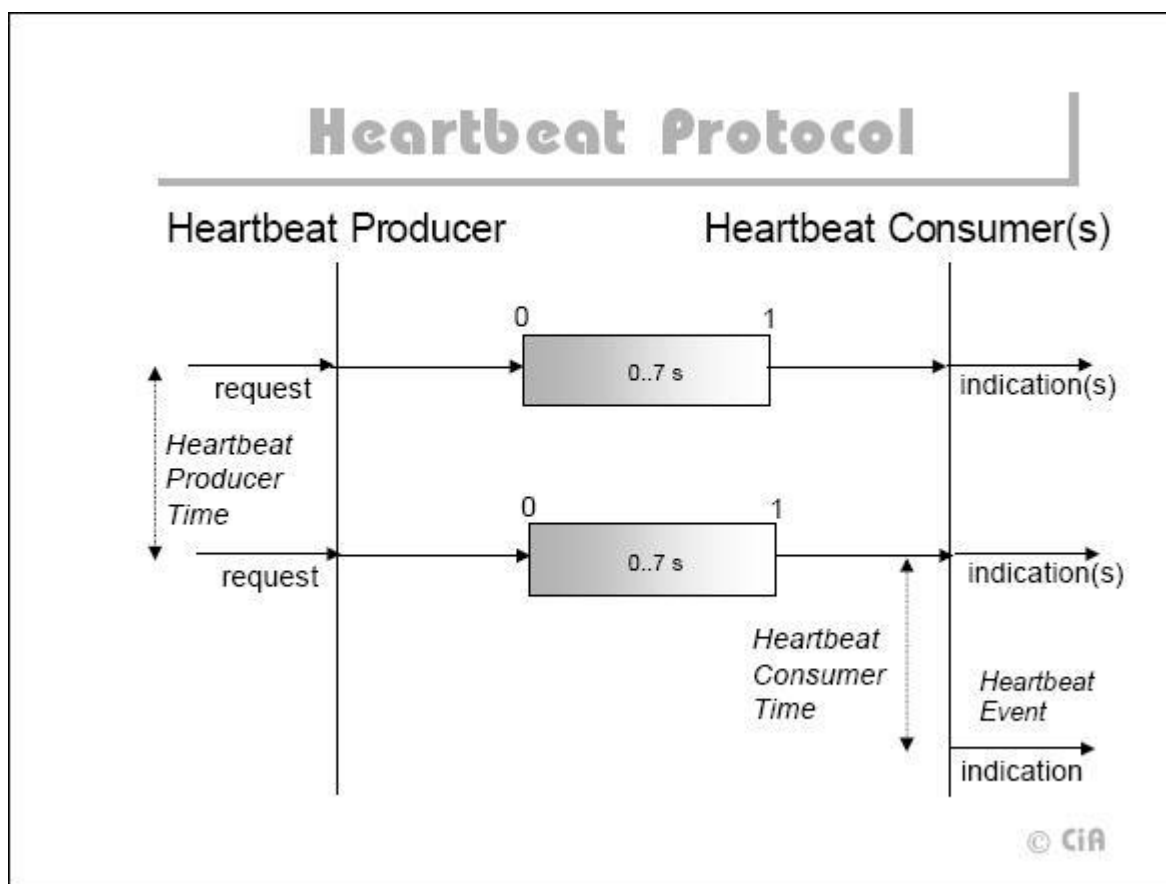 Heartbeat Protocol
Heartbeat Producer
Heartbeat Consumer(s)
0
1
0..7 s
request
indication(s)
Heartbeat
Producer
Time
0
1
0..7 s
request
indication(s)
Heartbeat
Consumer
Time
Heartbeat
Event
indication
© CiA